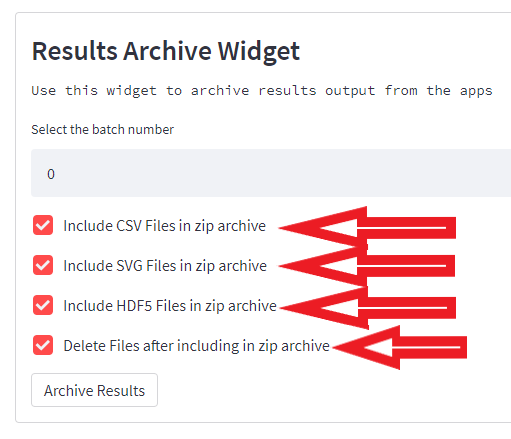 Results Archive Widget
Use this widget to archive results output from the apps
Select the batch number
0
Include CSV Files in zip archive
Include SVG Files in zip archive
Include HDF5 Files in zip archive
Delete Files after including in zip archive
Archive Results